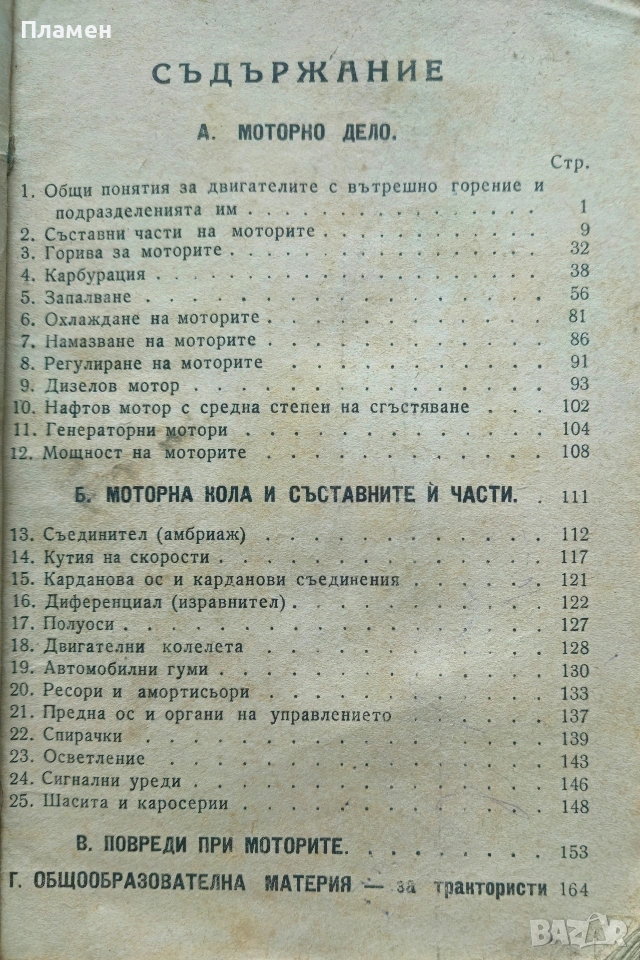 Пламен
СЪДЪРЖАНИЕ
А. МОТОРНО ДЕЛО.
Стр.
1. Общи понятия за двигателите с вътрешно горение и
подразделенията им . . . . . . . . . . . . . . . 1
2. Съставни части на моторите . . . . . . . . . . . 9
3. Горива за моторите . . . . . . . . . . . . . . . 32
4. Карбурация . . . . . . . . . . . . . . . . . . 38
5. Запалване . . . . . . . . . . . . . . . . . . . 56
6. Охлаждане на моторите . . . . . . . . . . . . . 81
7. Намазване на моторите . . . . . . . . . . . . . 86
8. Регулиране на моторите . . . . . . . . . . . . . 91
9. Дизелов мотор . . . . . . . . . . . . . . . . . 93
10. Нафтов мотор с средна степен на сгъстяване . . . 102
11. Генераторни мотори . . . . . . . . . . . . . . 104
12. Мощност на моторите . . . . . . . . . . . . . 108
Б. МОТОРНА КОЛА И СЪСТАВНИТЕ Ѝ ЧАСТИ. . 111
13. Съединител (амбриаж) . . . . . . . . . . . . . 112
14. Кутия на скорости . . . . . . . . . . . . . . . 117
15. Карданова ос и карданови съединения . . . . . . 121
16. Диференциал (изравнител) . . . . . . . . . . . . 122
17. Полуоси . . . . . . . . . . . . . . . . . . . . 127
18. Двигателни колелета . . . . . . . . . . . . . . 128
19. Автомобилни гуми . . . . . . . . . . . . . . . 130
20. Ресори и амортисьори . . . . . . . . . . . . . 133
21. Предна ос и органи на управлението . . . . . . . 137
22. Спирачки . . . . . . . . . . . . . . . . . . . 139
23. Осветление . . . . . . . . . . . . . . . . . . 143
24. Сигнални уреди . . . . . . . . . . . . . . . . 146
25. Шасита и каросерии . . . . . . . . . . . . . . 148
В. ПОВРЕДИ ПРИ МОТОРИТЕ. . . . . . . . . 153
Г. ОБЩООБРАЗОВАТЕЛНА МАТЕРИЯ — за трактористи 164
BAZAR